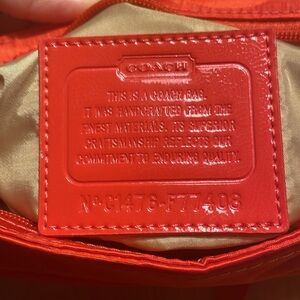 COACH
THIS IS A COACH BAG.
IT WAS HANDCRAFTED FROM THE
FINEST MATERIALS. ITS SUPERIOR
CRAFTSMANSHIP REFLECTS OUR
COMMITMENT TO ENDURING QUALITY.
Nº C1476-F77408